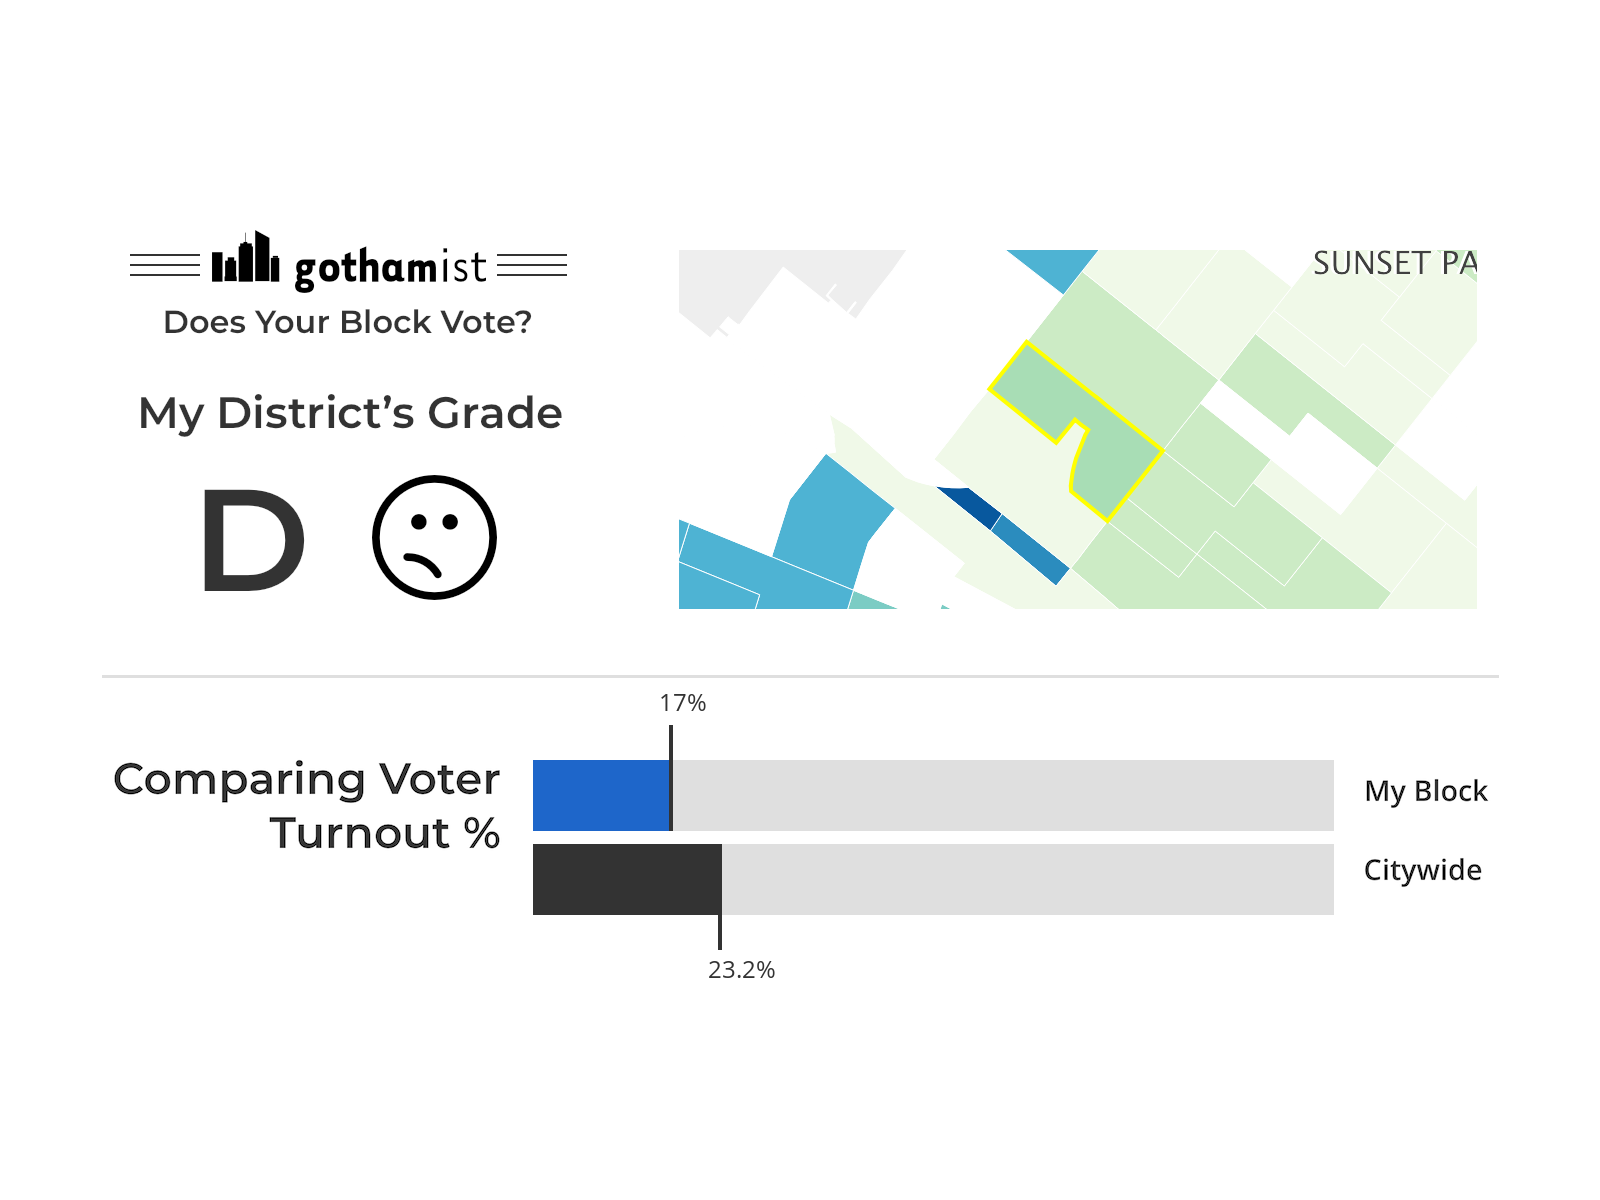 gothamist
Does Your Block Vote?
My District’s Grade
D
SUNSET PA
17%
Comparing Voter
Turnout %
My Block
Citywide
23.2%